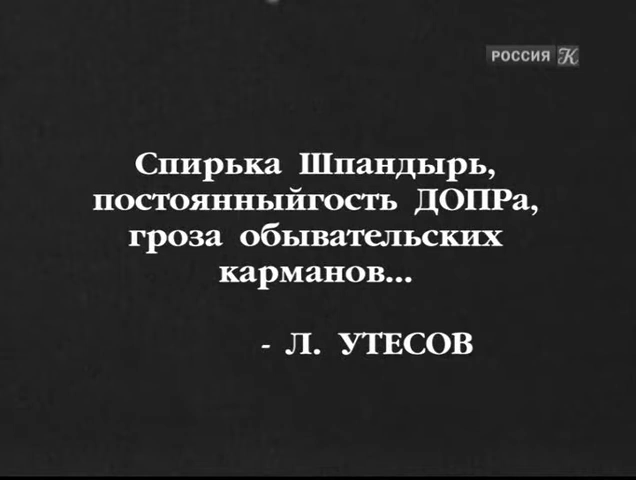 РОССИЯ К
Спирька Шпандырь,
постоянныйгость ДОПРа,
гроза обывательских
карманов...
- Л. УТЕСОВ